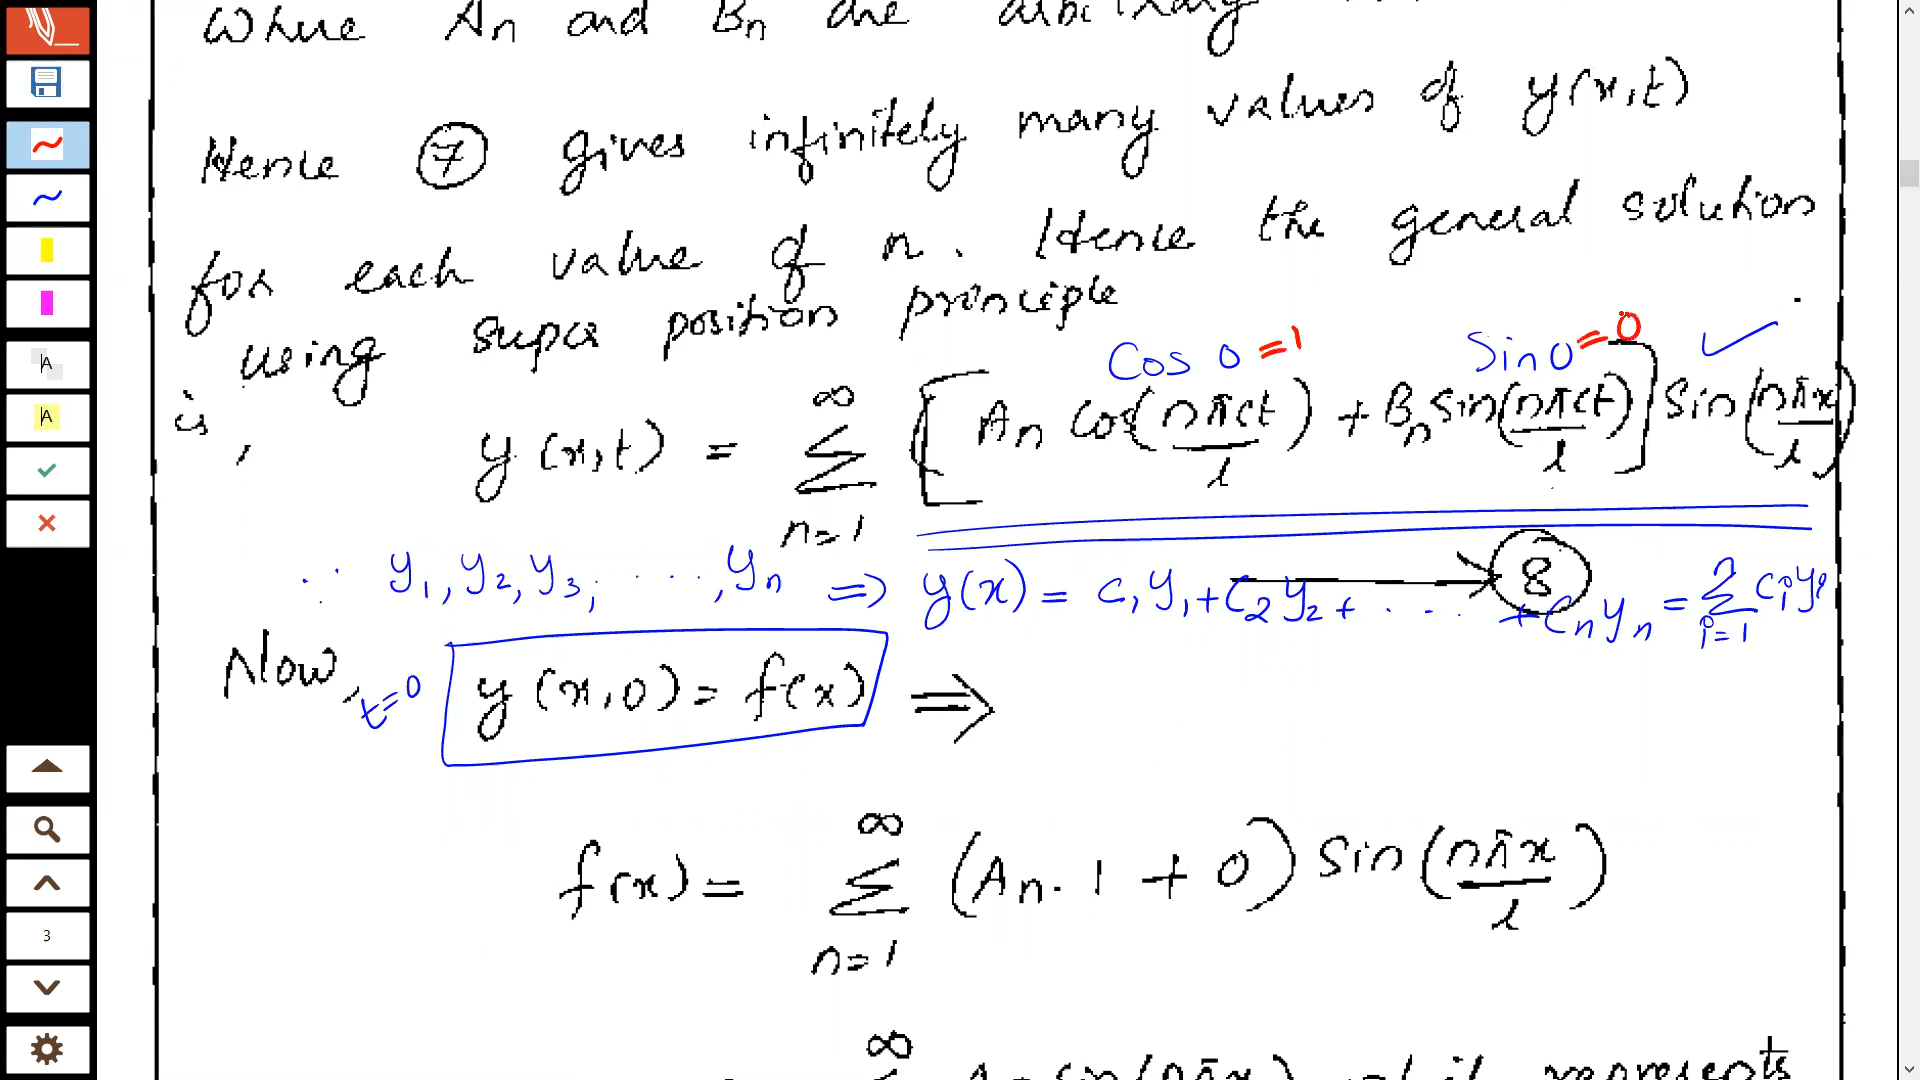 Where An and Bn are arbitrary
Hence ⑦ gives infinitely many values of y(x,t)
for each value of n. Hence the general solution
is, using super position principle
Cos 0 = 1 Sin 0 = 0 ✓
y(x,t) = ∞ Σ n=1 [An Cos(nπct/l) + Bn Sin(nπct/l)] Sin(nπx/l)
→ ⑧
∵ y1, y2, y3, ....., yn => y(x) = c1y1 + c2y2 + .... + cnyn = n Σ i=1 ciyi
Now, t=0 y(x,0) = f(x) =>
f(x) = ∞ Σ n=1 (An. 1 + 0) Sin(nπx/l)
∞
represents
A
A
3